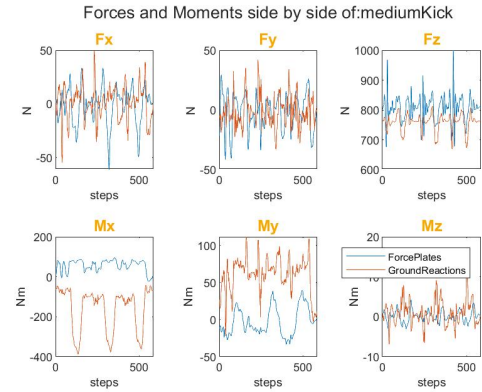 Forces and Moments side by side of:mediumKick
Fx
Fy
Fz
50
0
-50
N
0
500
steps
50
0
-50
N
0
500
steps
1000
900
800
700
600
N
0
500
steps
Mx
My
Mz
200
0
-200
-400
Nm
0
500
steps
100
50
0
-50
Nm
0
500
steps
20
10
0
-10
Nm
0
500
steps
ForcePlates
GroundReactions